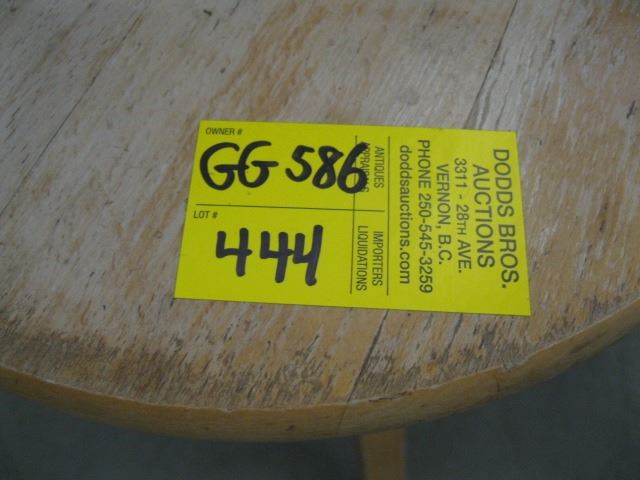 OWNER #
GG 586
LOT #
444
ANTIQUES
APPRAISALS
IMPORTERS
LIQUIDATIONS
DODDS BROS.
AUCTIONS
3311 - 28TH AVE.
VERNON, B.C.
PHONE 250-545-3259
doddsauctions.com